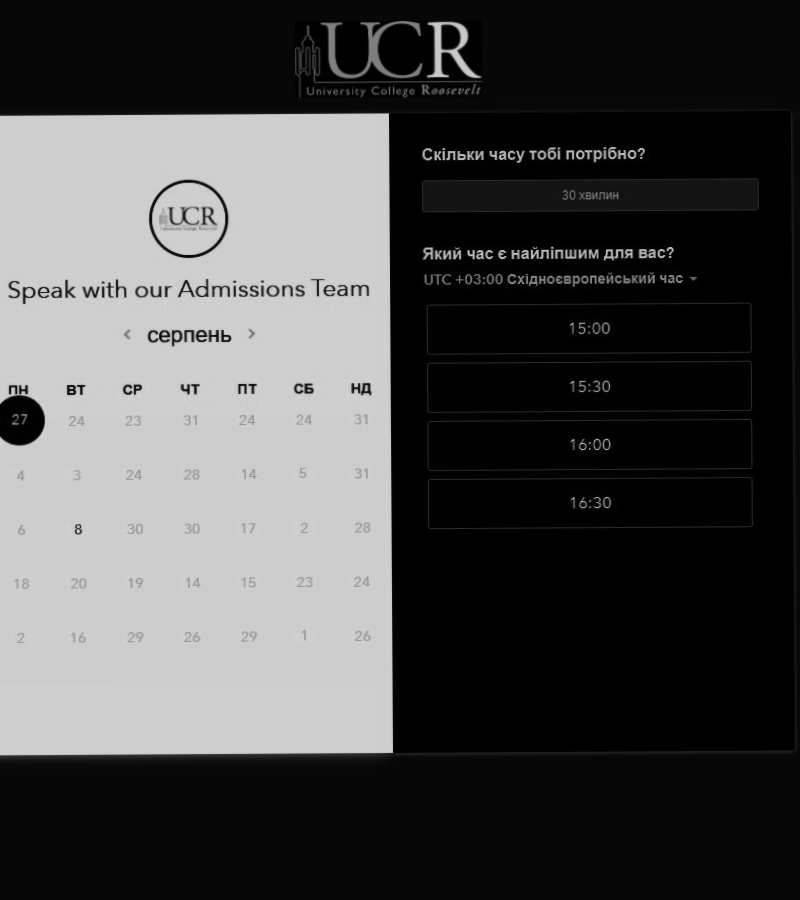 UCR
University College Roosevelt
UCR
University College Roosevelt
Speak with our Admissions Team
серпень
ПН ВТ СР ЧТ ПТ СБ НД
27 24 23 31 24 24 31
4 3 24 28 14 5 31
6 8 30 30 17 2 28
18 20 19 14 15 23 24
2 16 29 26 29 1 26
Скільки часу тобі потрібно?
30 хвилин
Який час є найліпшим для вас?
UTC +03:00 Східноєвропейський час
15:00
15:30
16:00
16:30